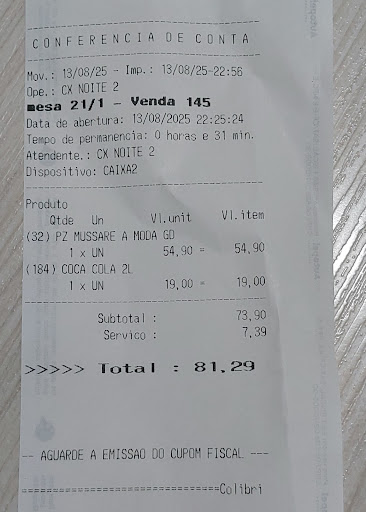 CONFERENCIA DE CONTA
Mov.: 13/08/25 - Imp.: 13/08/25-22:56
Ope.: CX NOITE 2
mesa 21/1 - Venda 145
Data de abertura: 13/08/2025 22:25:24
Tempo de permanencia: 0 horas e 31 min.
Atendente.: CX NOITE 2
Dispositivo: CAIXA2
Produto
Qtde Un Vl.unit Vl.item
(32) PZ MUSSARE A MODA GD
1 x UN 54,90 = 54,90
(184) COCA COLA 2L
1 x UN 19,00 = 19,00
Subtotal : 73,90
Servico : 7,39
>>>>> Total : 81,29
-- AGUARDE A EMISSAO DO CUPOM FISCAL ---
==============================Colibri